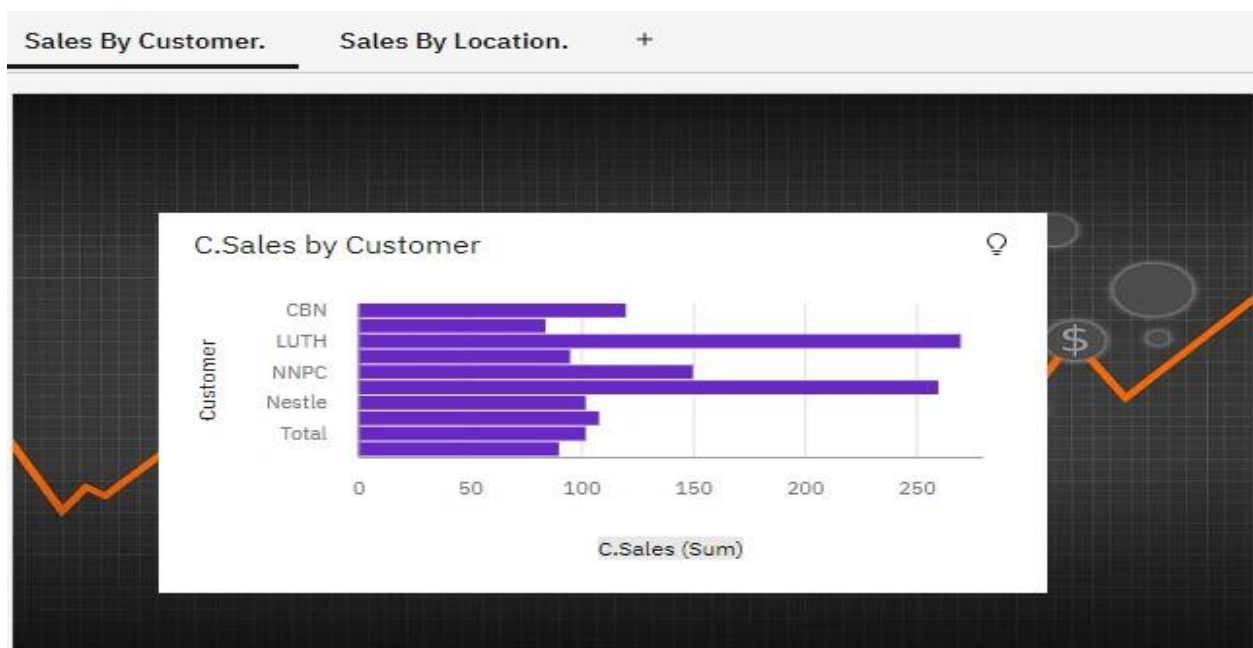 Sales By Customer. Sales By Location. +
C.Sales by Customer
Customer
CBN
LUTH
NNPC
Nestle
Total
0 50 100 150 200 250
C.Sales (Sum)
$